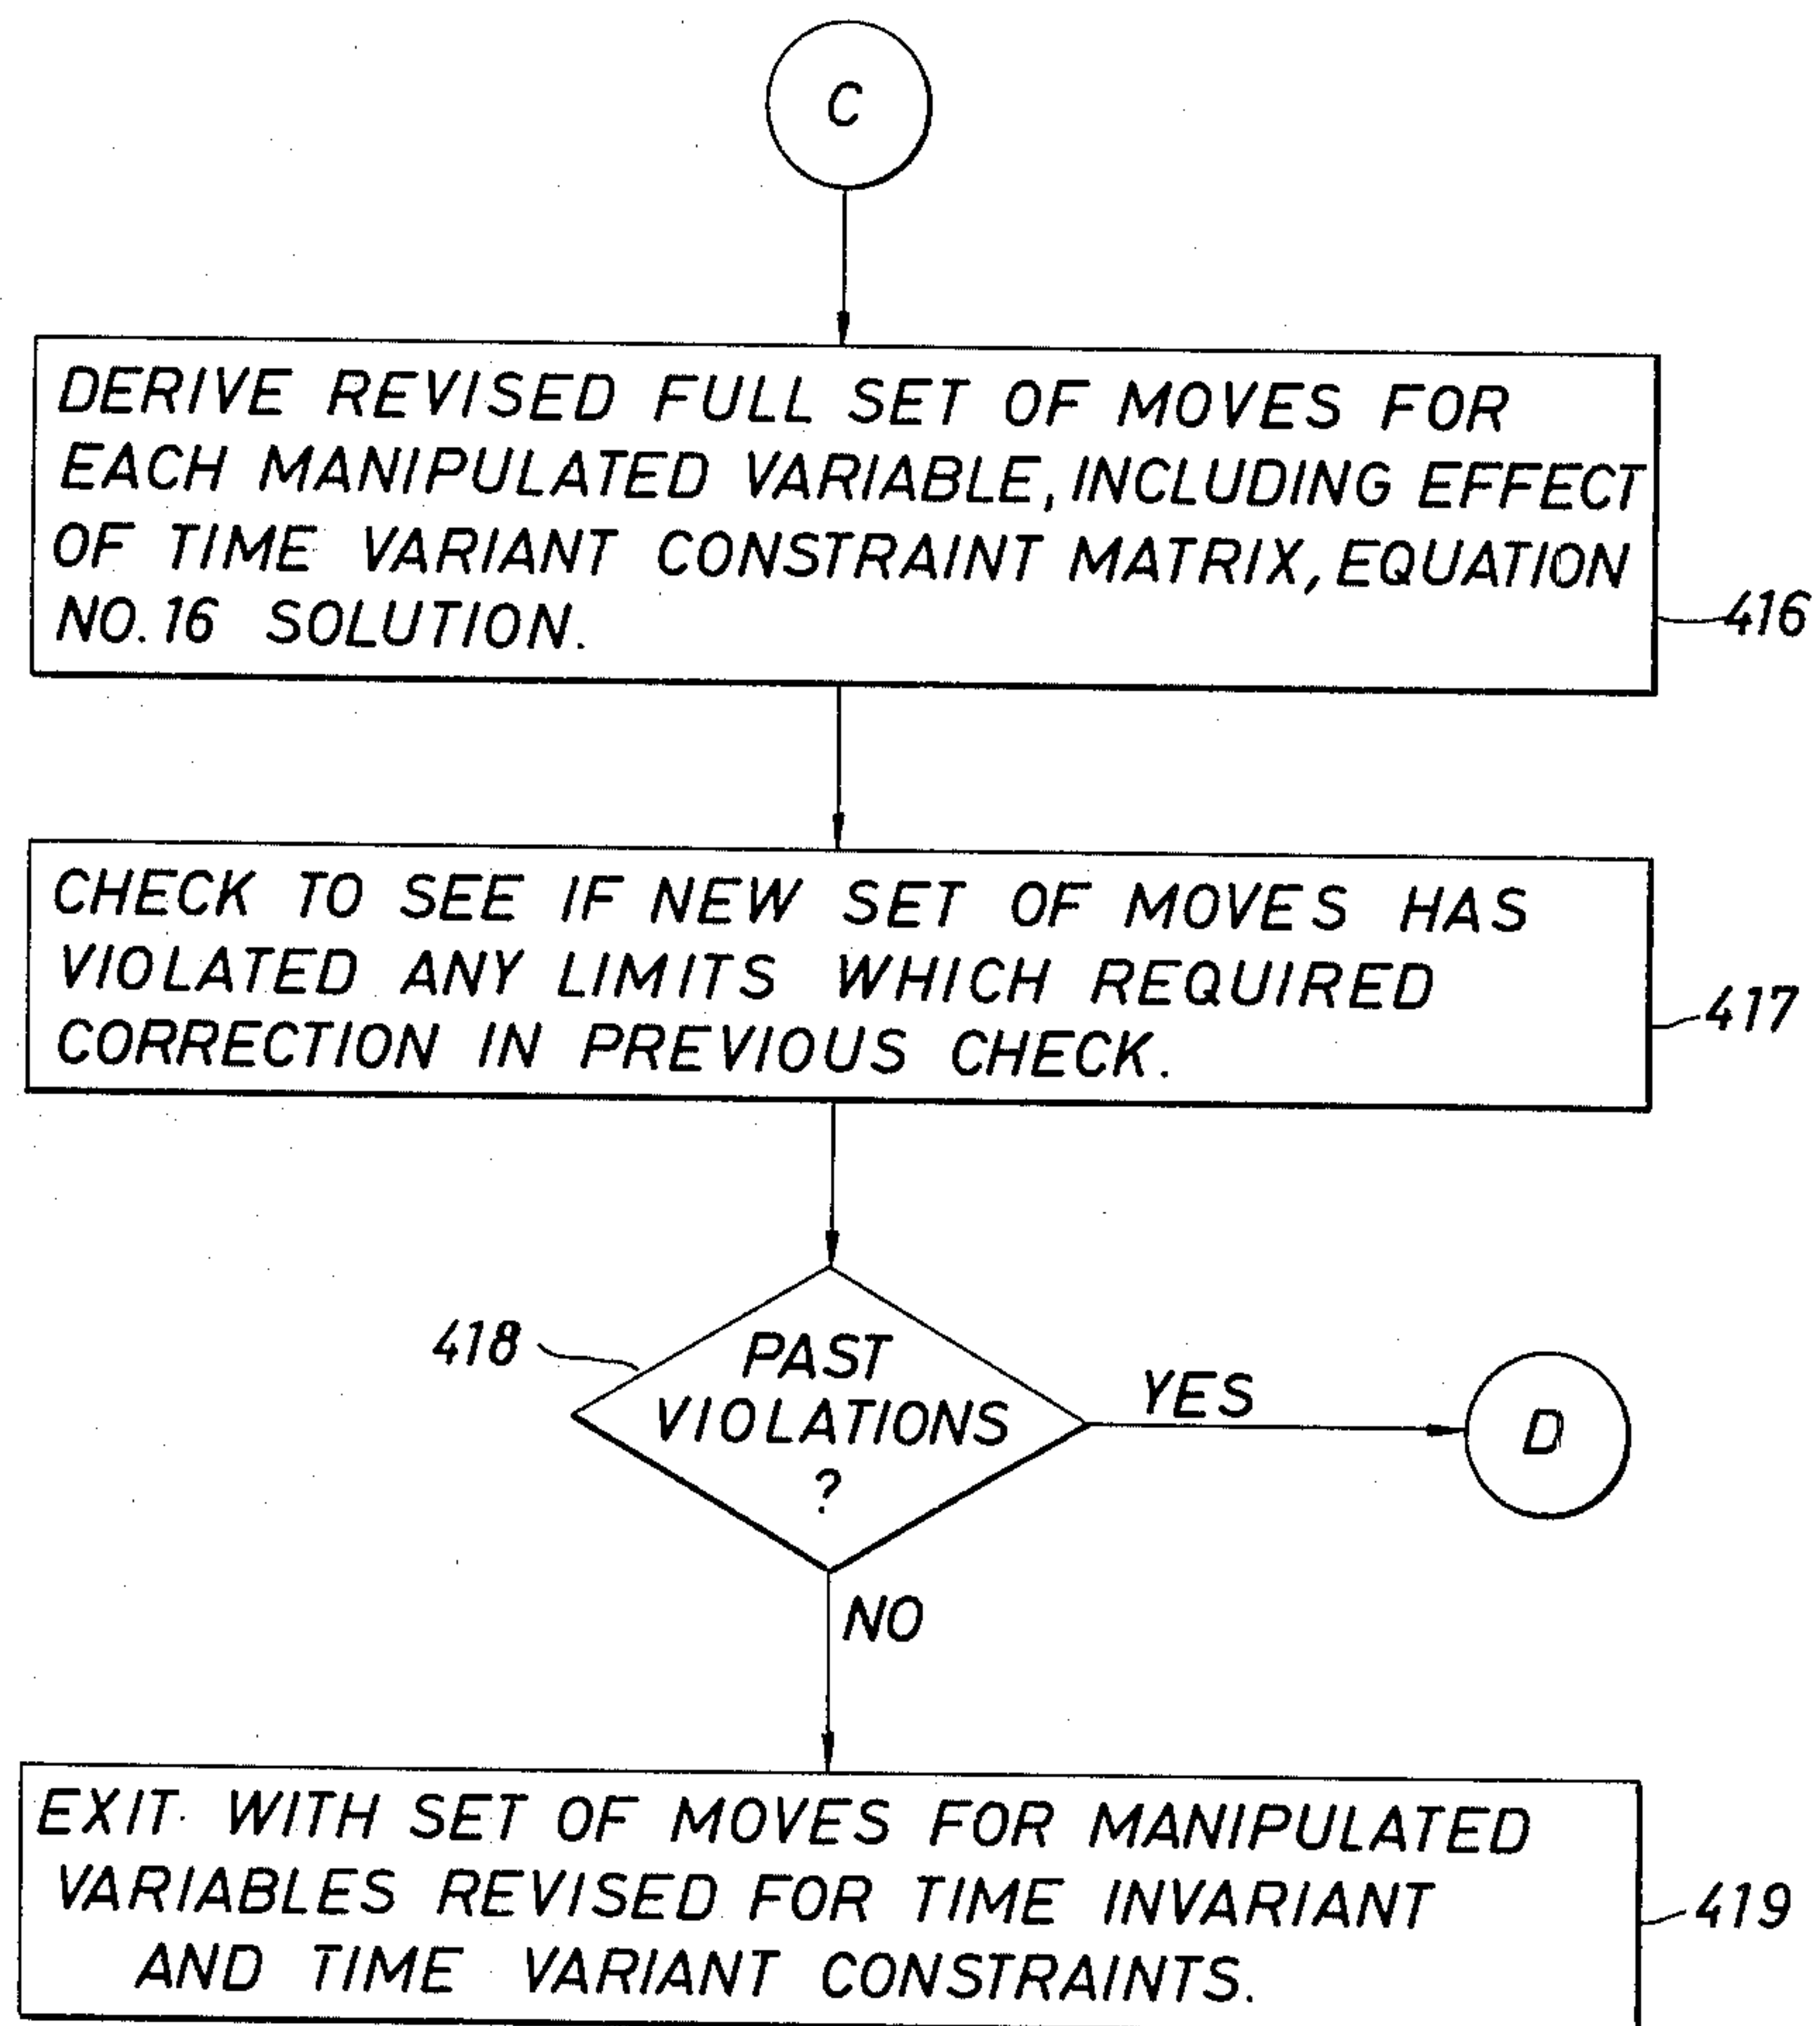 C
DERIVE REVISED FULL SET OF MOVES FOR
EACH MANIPULATED VARIABLE, INCLUDING EFFECT
OF TIME VARIANT CONSTRAINT MATRIX, EQUATION
NO. 16 SOLUTION.
416
CHECK TO SEE IF NEW SET OF MOVES HAS
VIOLATED ANY LIMITS WHICH REQUIRED
CORRECTION IN PREVIOUS CHECK.
417
418
PAST
VIOLATIONS
?
YES
D
NO
EXIT WITH SET OF MOVES FOR MANIPULATED
VARIABLES REVISED FOR TIME INVARIANT
AND TIME VARIANT CONSTRAINTS.
419